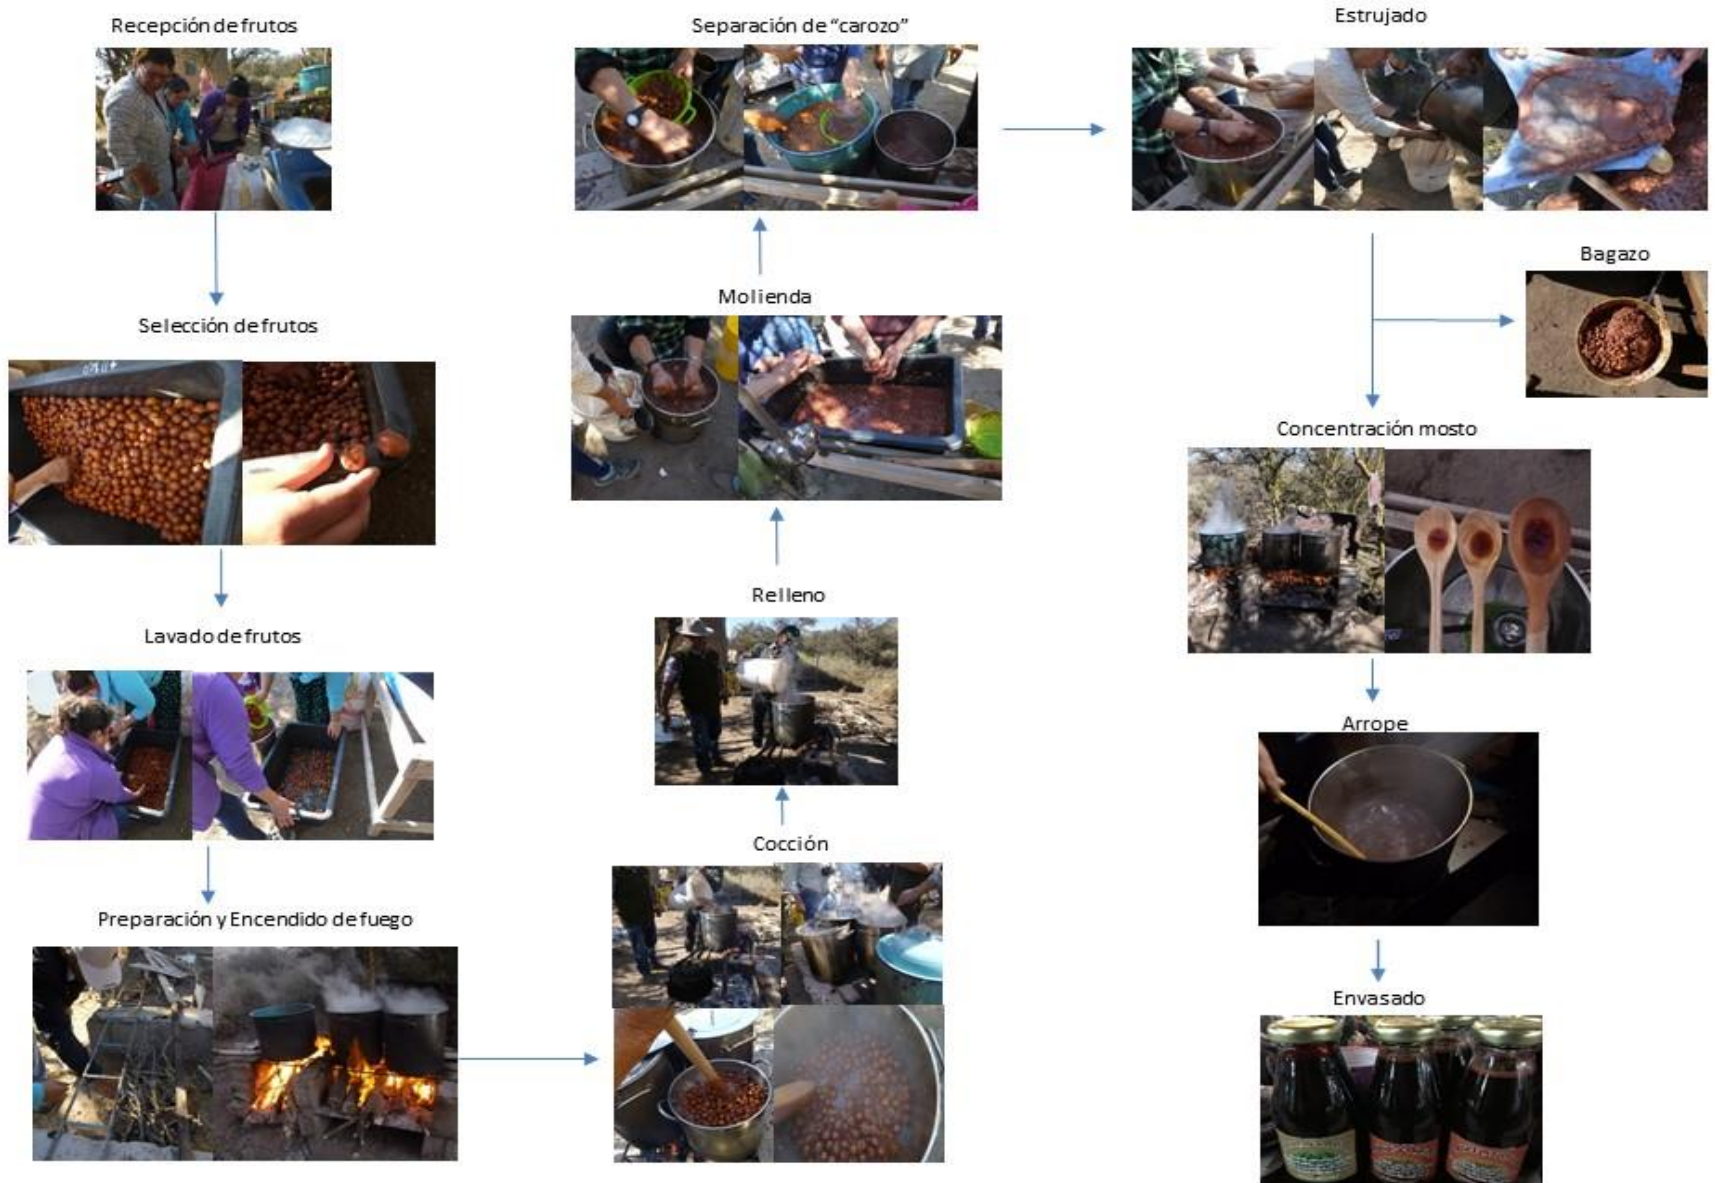 Recepción de frutos
Selección de frutos
Lavado de frutos
Preparación y Encendido de fuego
Cocción
Relleno
Molienda
Separación de “carozo”
Estrujado
Bagazo
Concentración mosto
Arrope
Envasado